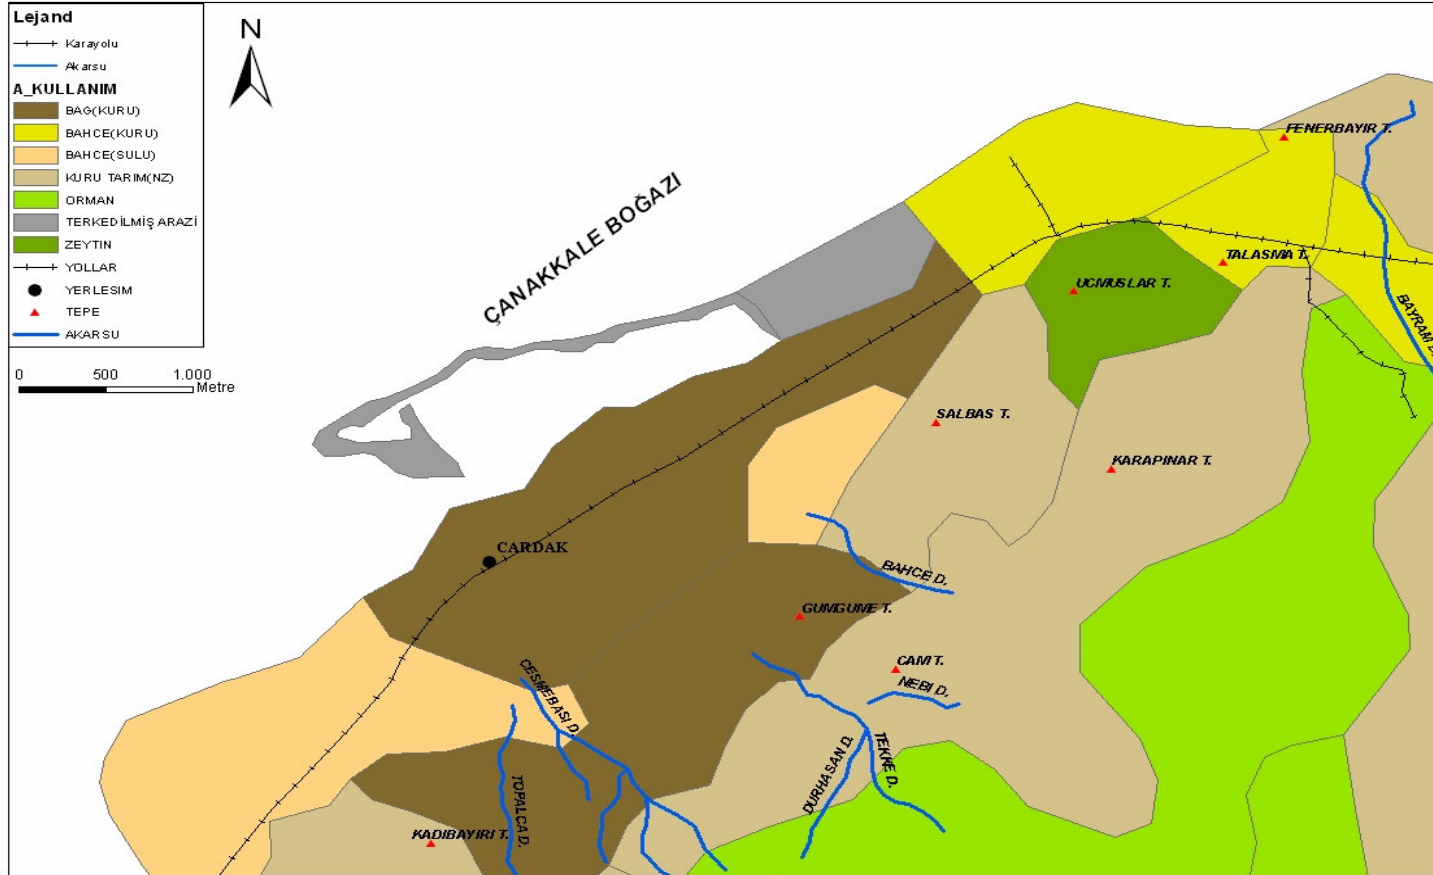 Lejand
Karayolu
Akarsu
A_KULLANIM
BAG(KURU)
BAHCE(KURU)
BAHCE(SULU)
KURU TARIM(NZ)
ORMAN
TERKEDİLMİŞ ARAZİ
ZEYTIN
YOLLAR
YERLESIM
TEPE
AKARSU
0 500 1.000
Metre
N
ÇANAKKALE BOĞAZI
FENERBAYIR T.
TALASMA T.
UCMUSLAR T.
BAYRAM D.
SALBAS T.
KARAPINAR T.
CARDAK
BAHCE D.
GUMGUME T.
CAM T.
NEBI D.
CESMEBASI D.
TEKKE D.
DURHASAN D.
TOPALCA D.
KADIBAYIRI T.